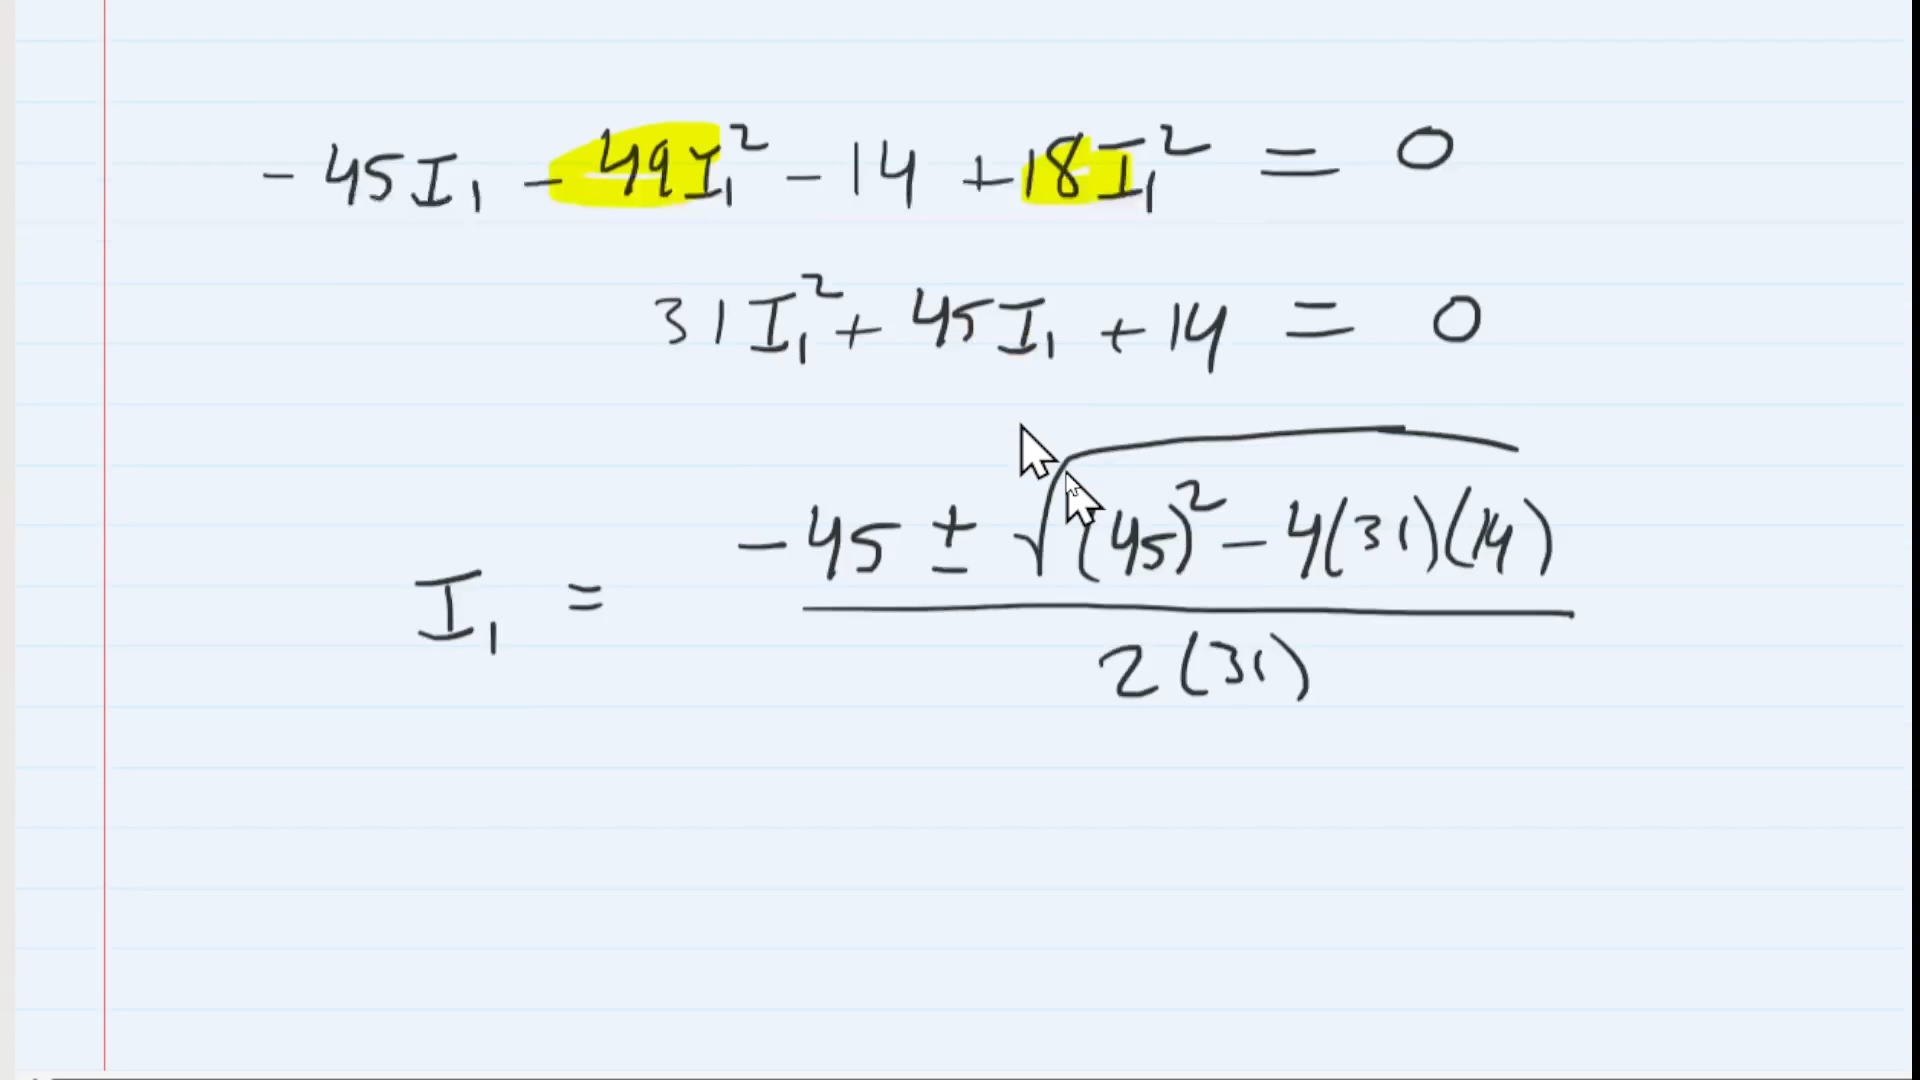 - 45I₁ - 49I₁² - 14 + 18I₁² = 0
31I₁² + 45I₁ + 14 = 0
I₁ = (-45 ± √((45)² - 4(31)(14))) / 2(31)